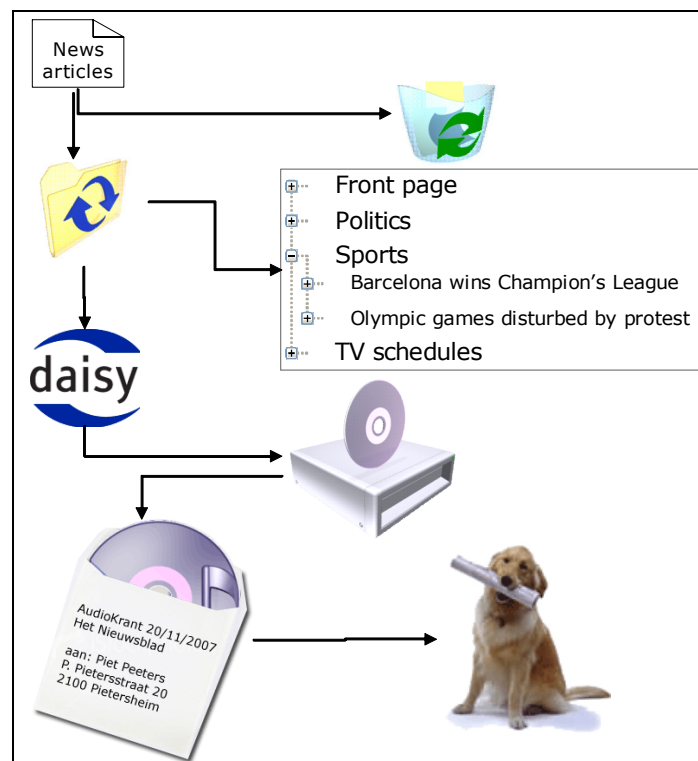 News
articles
Front page
Politics
Sports
Barcelona wins Champion’s League
Olympic games disturbed by protest
TV schedules
daisy
AudioKrant 20/11/2007
Het Nieuwsblad
aan: Piet Peeters
P. Pietersstraat 20
2100 Pietersheim